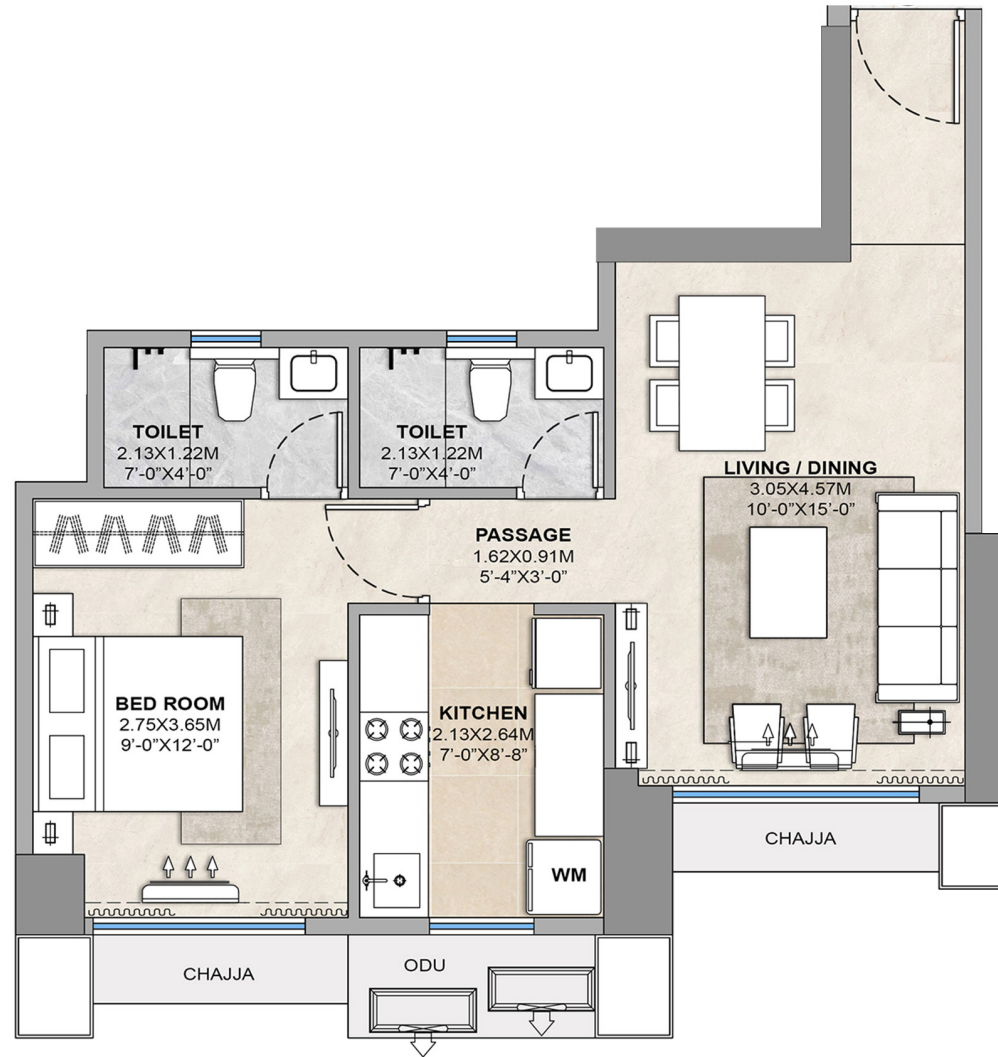 TOILET
2.13X1.22M
7'-0"X4'-0"
TOILET
2.13X1.22M
7'-0"X4'-0"
LIVING / DINING
3.05X4.57M
10'-0"X15'-0"
PASSAGE
1.62X0.91M
5'-4"X3'-0"
BED ROOM
2.75X3.65M
9'-0"X12'-0"
KITCHEN
2.13X2.64M
7'-0"X8'-8"
WM
CHAJJA
CHAJJA
ODU